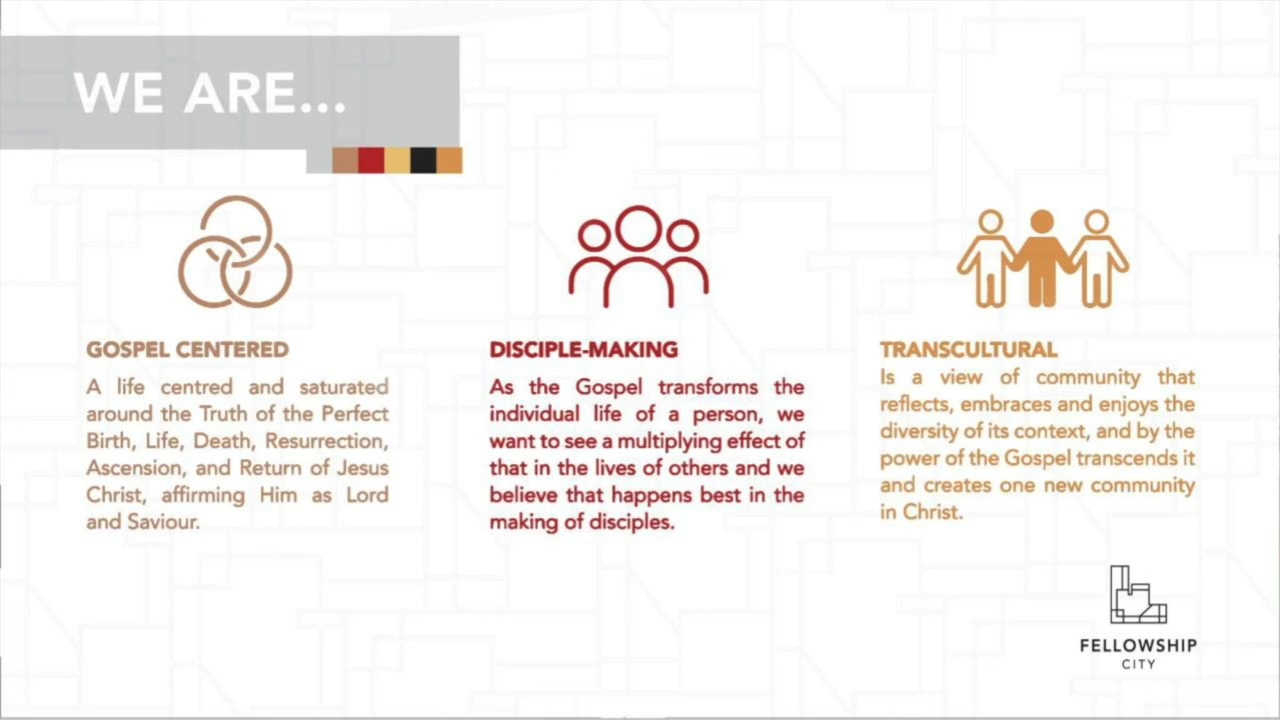 WE ARE...
GOSPEL CENTERED
A life centred and saturated
around the Truth of the Perfect
Birth, Life, Death, Resurrection,
Ascension, and Return of Jesus
Christ, affirming Him as Lord
and Saviour.
DISCIPLE-MAKING
As the Gospel transforms the
individual life of a person, we
want to see a multiplying effect of
that in the lives of others and we
believe that happens best in the
making of disciples.
TRANSCULTURAL
Is a view of community that
reflects, embraces and enjoys the
diversity of its context, and by the
power of the Gospel transcends it
and creates one new community
in Christ.
FELLOWSHIP
CITY